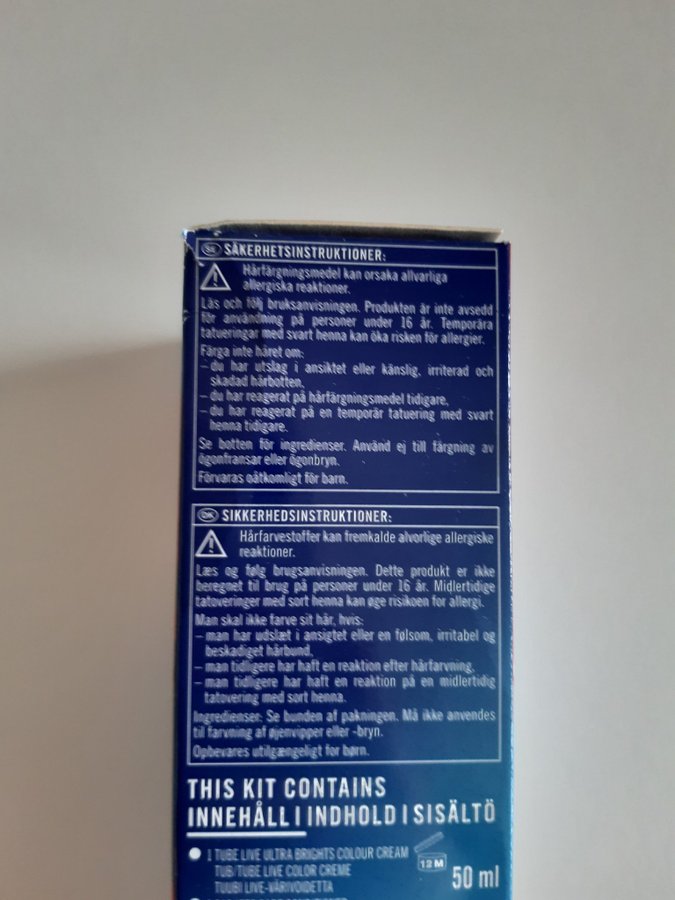 SE SÄKERHETSINSTRUKTIONER:
Hårfärgningsmedel kan orsaka allvarliga
allergiska reaktioner.
Läs och följ bruksanvisningen. Produkten är inte avsedd
för användning på personer under 16 år. Temporära
tatueringar med svart henna kan öka risken för allergier.
Färga inte håret om:
– du har utslag i ansiktet eller känslig, irriterad och
skadad hårbotten,
– du har reagerat på hårfärgningsmedel tidigare,
– du har reagerat på en temporär tatuering med svart
henna tidigare.
Se botten för ingredienser. Använd ej till färgning av
ögonfransar eller ögonbryn.
Förvaras oåtkomligt för barn.
DK SIKKERHEDSINSTRUKTIONER:
Hårfarvestoffer kan fremkalde alvorlige allergiske
reaktioner.
Læs og følg brugsanvisningen. Dette produkt er ikke
beregnet til brug på personer under 16 år. Midlertidige
tatoveringer med sort henna kan øge risikoen for allergi.
Man skal ikke farve sit hår, hvis:
– man har udslæt i ansigtet eller en følsom, irritabel og
beskadiget hårbund,
– man tidligere har haft en reaktion efter hårfarvning,
– man tidligere har haft en reaktion på en midlertidig
tatovering med sort henna.
Ingredienser: Se bunden af pakningen. Må ikke anvendes
til farvning af øjenvipper eller -bryn.
Opbevares utilgængeligt for børn.
THIS KIT CONTAINS
INNEHÅLL I INDHOLD I SISÄLTÖ
● 1 TUBE LIVE ULTRA BRIGHTS COLOUR CREAM
TUB/TUBE LIVE COLOR CREME
TUUBI LIVE-VÄRIVOIDETTA
12 M
50 ml